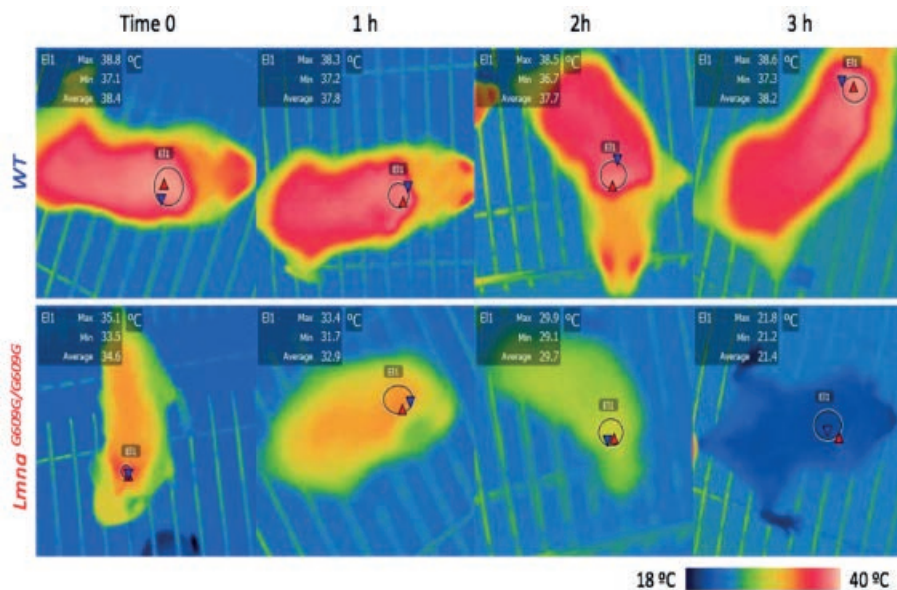 Time 0 1 h 2h 3 h
WT
El1 Max 38.8 ºC
Min 37.1
Average 38.4
El1
El1 Max 38.3 ºC
Min 37.2
Average 37.8
El1
El1 Max 38.5 ºC
Min 36.7
Average 37.7
El1
El1 Max 38.6 ºC
Min 37.3
Average 38.2
El1
Lmna G609G/G609G
El1 Max 35.1 ºC
Min 33.5
Average 34.6
El1
El1 Max 33.4 ºC
Min 31.7
Average 32.9
El1
El1 Max 29.9 ºC
Min 29.1
Average 29.7
El1
El1 Max 21.8 ºC
Min 21.2
Average 21.4
El1
18 ºC 40 ºC